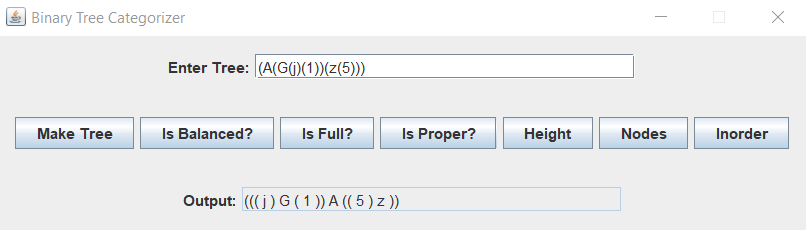 Binary Tree Categorizer
Enter Tree: (A(G(j)(1))(z(5)))
Make Tree Is Balanced? Is Full? Is Proper? Height Nodes Inorder
Output: ((( j ) G ( 1 )) A (( 5 ) z ))